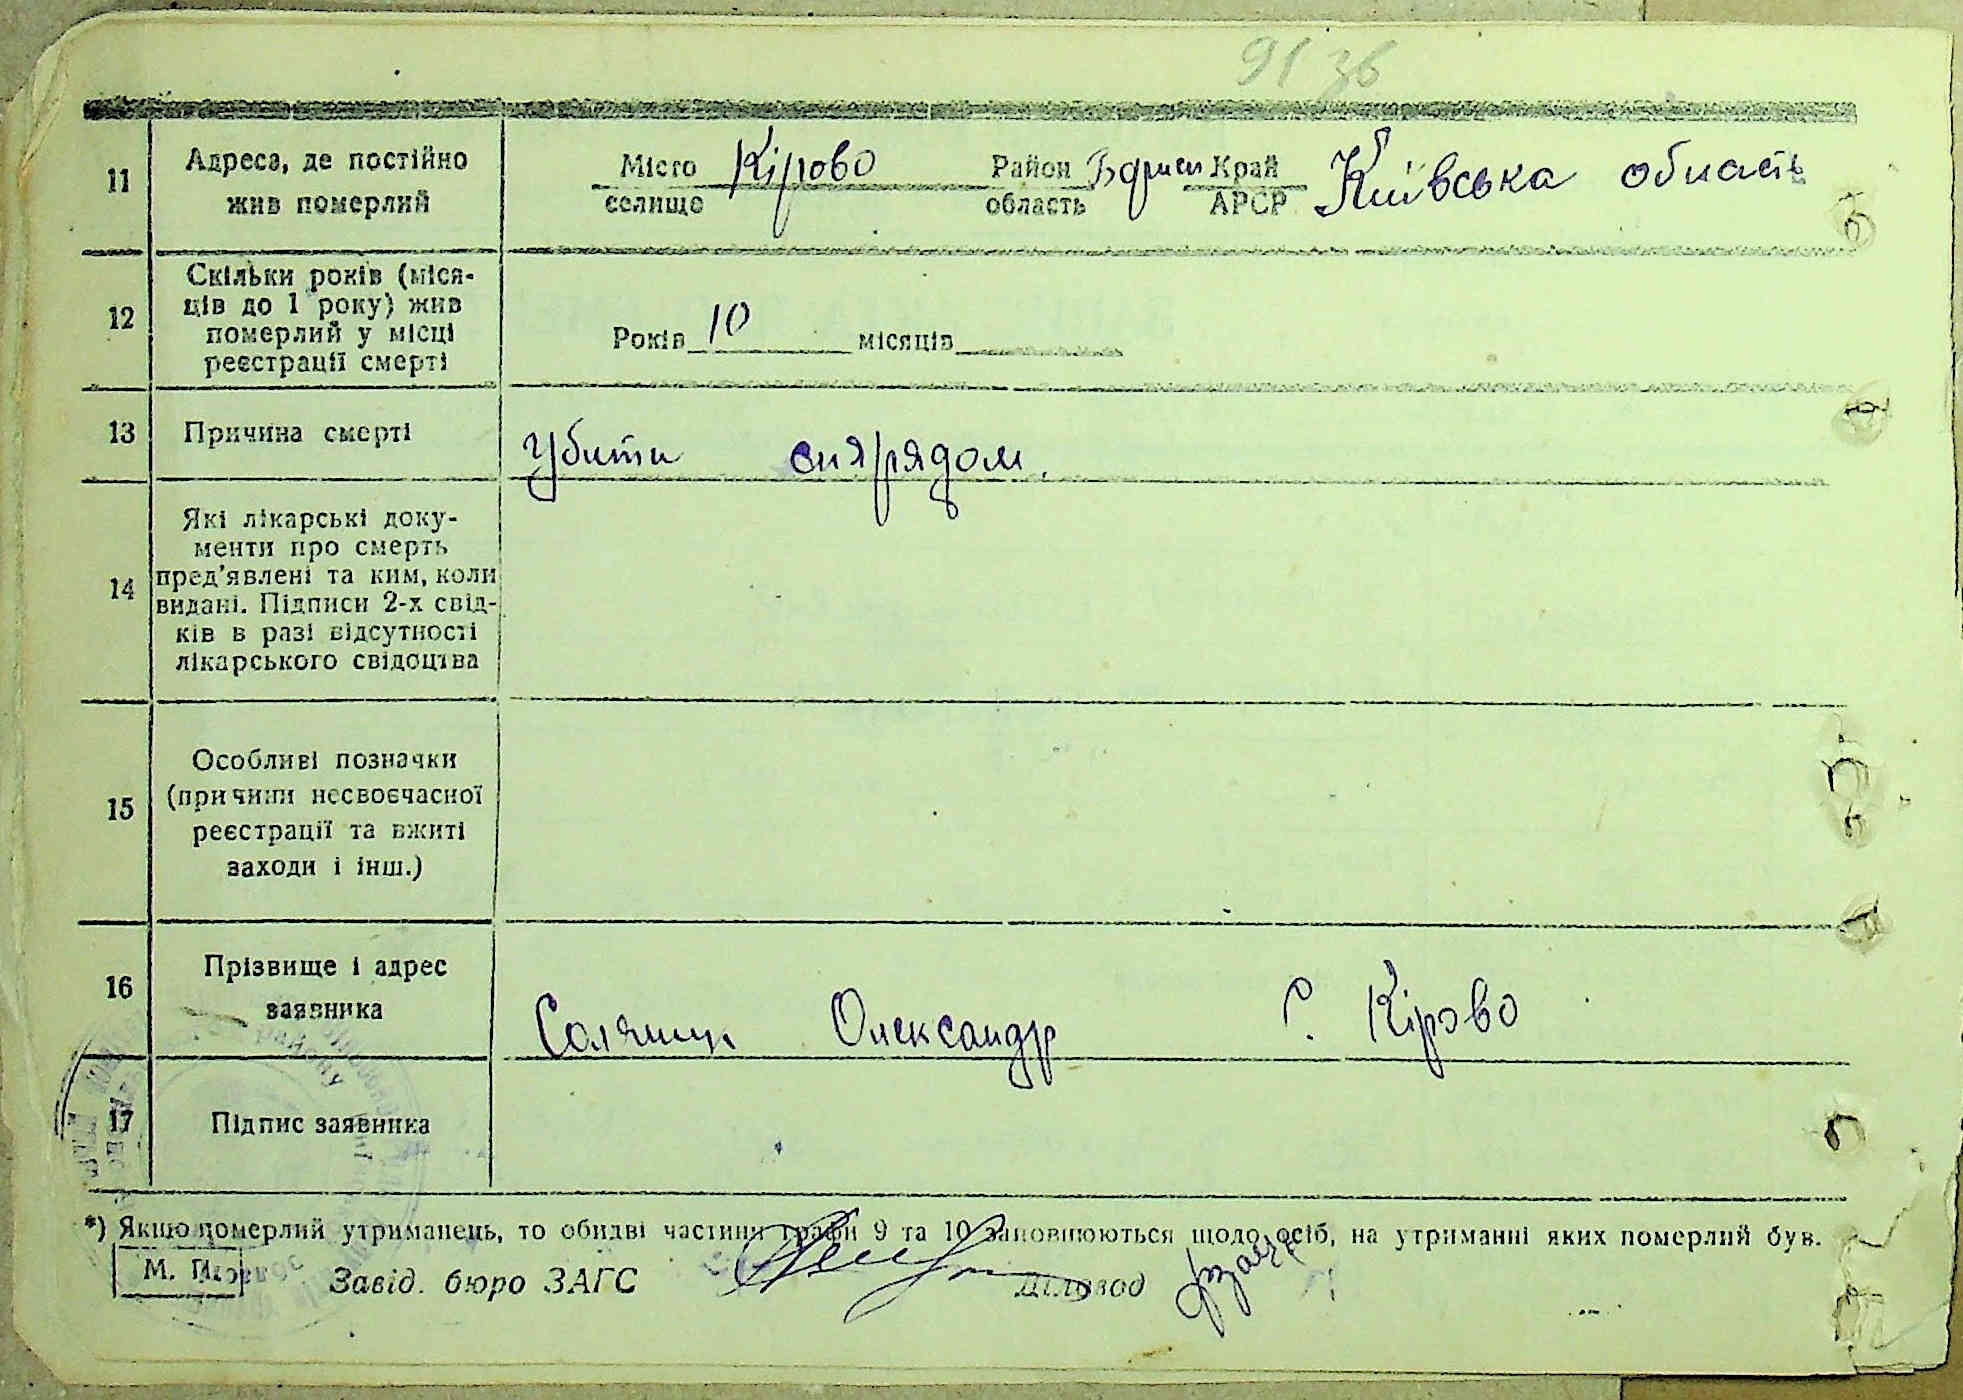 91 зв
11
Адреса, де постійно
жив померлий
Місто Кірово Район Бориси Край Київська область
селище область АРСР
12
Скільки років (міся-
ців до 1 року) жив
померлий у місці
реєстрації смерті
Років 10 місяців
13
Причина смерті
Убити снярядом.
14
Які лікарські доку-
менти про смерть
пред'явлені та ким, коли
видані. Підписи 2-х свід-
ків в разі відсутності
лікарського свідоцтва
15
Особливі позначки
(причини несвоєчасної
реєстрації та вжиті
заходи і інш.)
16
Прізвище і адрес
заявника
Олександр С. Кірово
17
Підпис заявника
*) Якщо померлий утриманець, то обидві частини графи 9 та 10 заповнюються щодо осіб, на утриманні яких померлий був.
М. П.
Завід. бюро ЗАГС Діловод